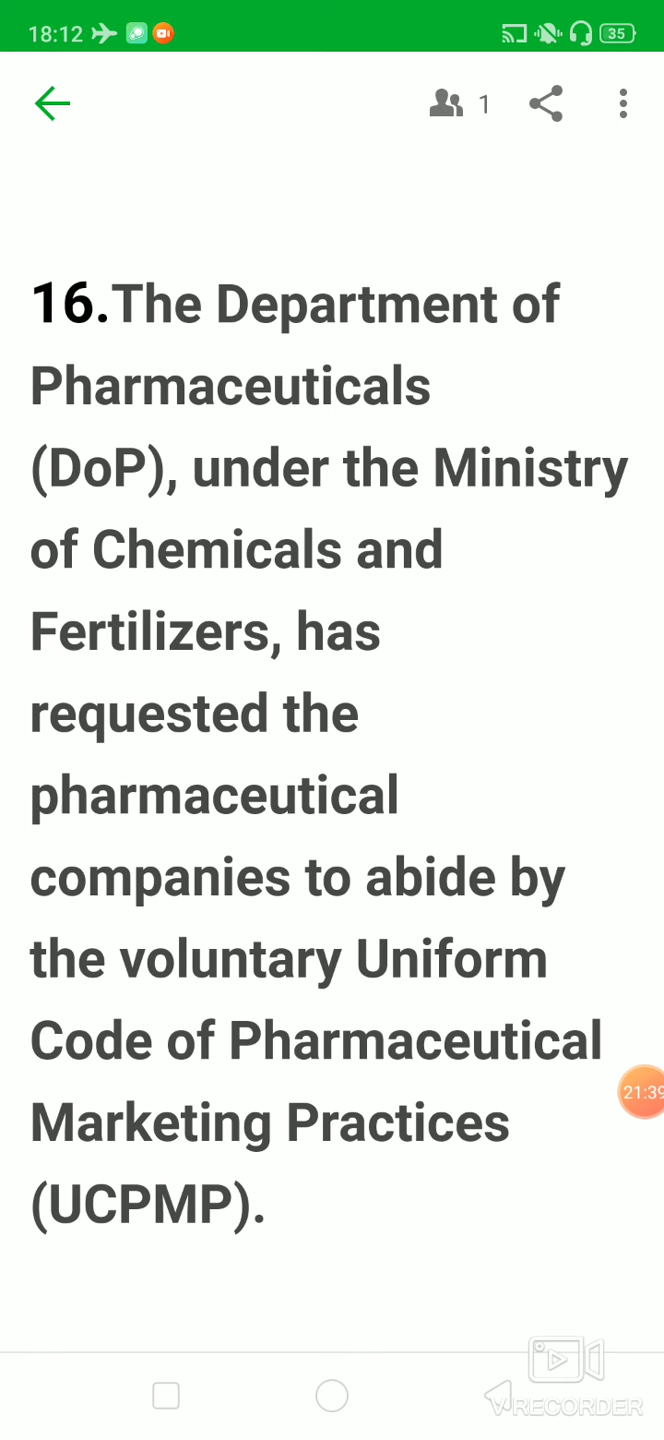 18:12
35
1
16.The Department of
Pharmaceuticals
(DoP), under the Ministry
of Chemicals and
Fertilizers, has
requested the
pharmaceutical
companies to abide by
the voluntary Uniform
Code of Pharmaceutical
21:39
Marketing Practices
(UCPMP).
VRECORDER